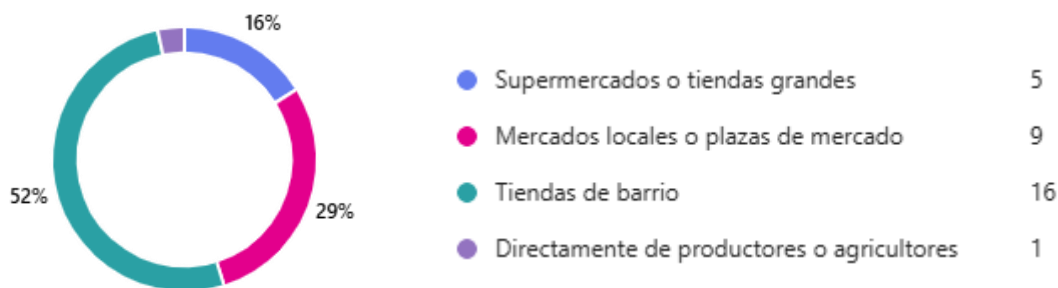 16%
52%
29%
Supermercados o tiendas grandes 5
Mercados locales o plazas de mercado 9
Tiendas de barrio 16
Directamente de productores o agricultores 1